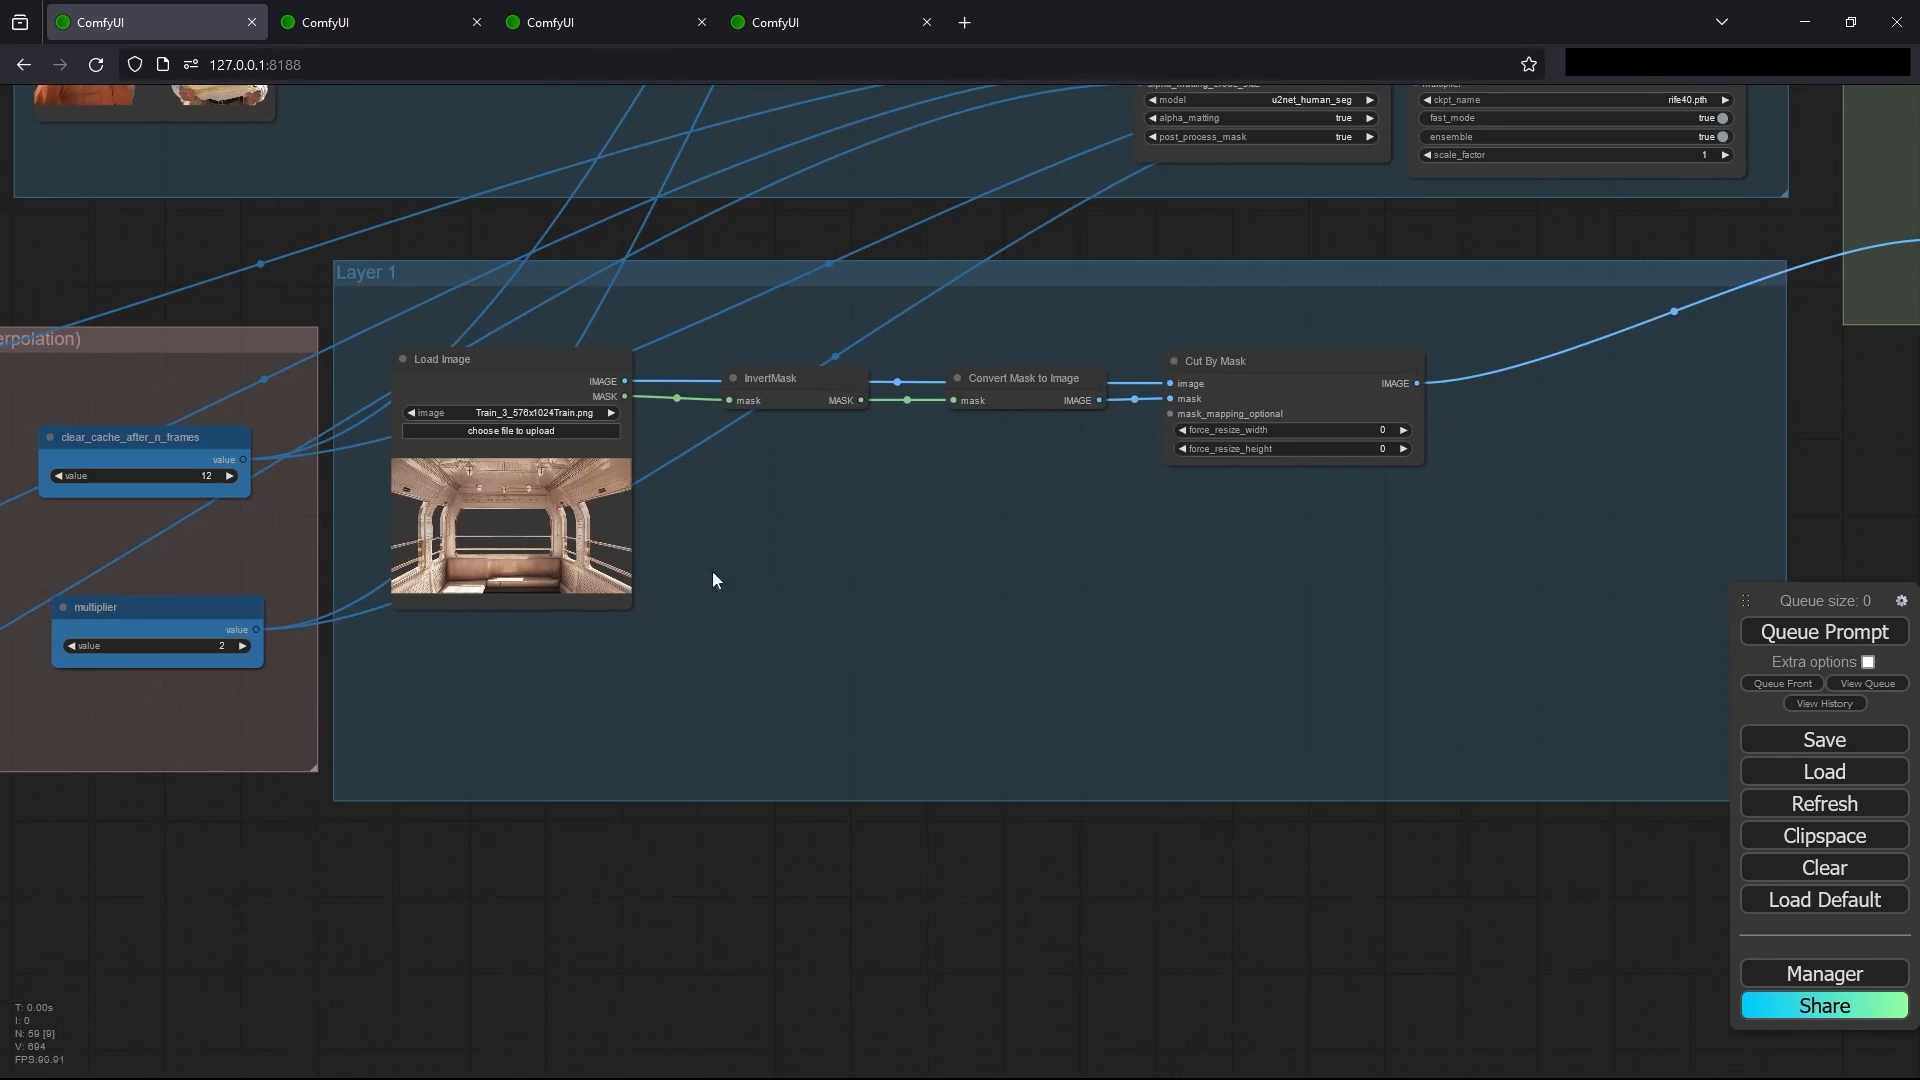 ComfyUI
ComfyUI
ComfyUI
ComfyUI
127.0.0.1:8188
model u2net_human_seg
alpha_matting true
post_process_mask true
ckpt_name rife40.pth
fast_mode true
ensemble true
scale_factor 1
Layer 1
erpolation)
Load Image
IMAGE
MASK
image Train_3_576x1024Train.png
choose file to upload
InvertMask
mask MASK
Convert Mask to Image
mask IMAGE
Cut By Mask
image IMAGE
mask
mask_mapping_optional
force_resize_width 0
force_resize_height 0
clear_cache_after_n_frames
value
value 12
multiplier
value
value 2
Queue size: 0
Queue Prompt
Extra options
Queue Front View Queue
View History
Save
Load
Refresh
Clipspace
Clear
Load Default
Manager
Share
T: 0.00s
I: 0
N: 59 [9]
V: 694
FPS:90.91